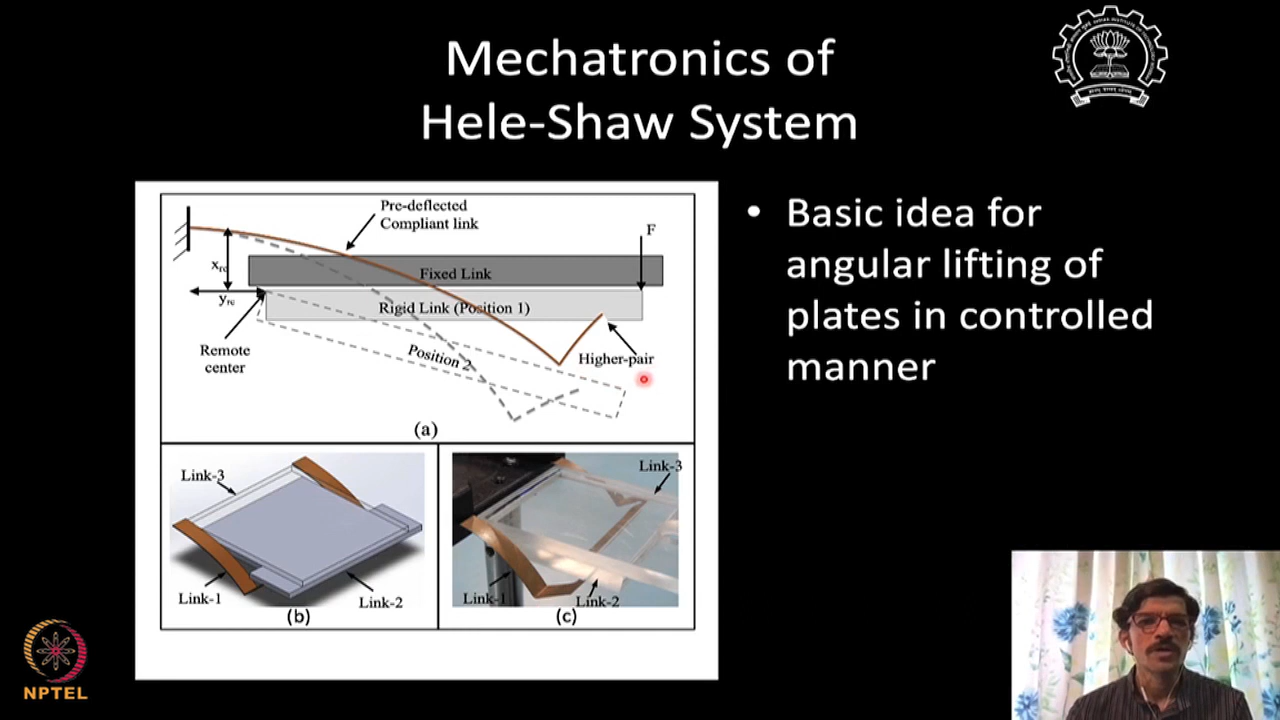 Mechatronics of
Hele-Shaw System
Pre-deflected
Compliant link
F
Fixed Link
Rigid Link (Position 1)
Remote
center
Position 2
Higher-pair
(a)
Link-3
Link-1
Link-2
(b)
Link-3
Link-1
Link-2
(c)
• Basic idea for
angular lifting of
plates in controlled
manner
NPTEL